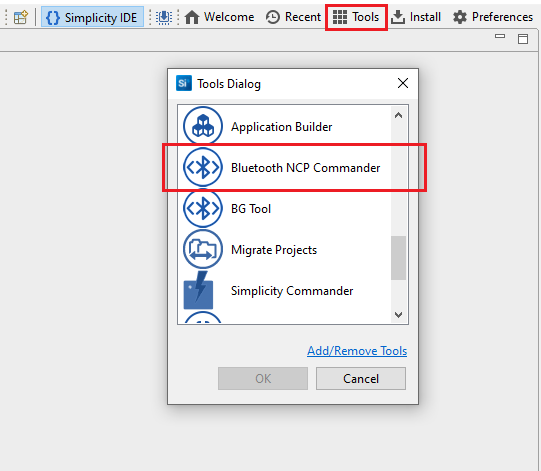 {} Simplicity IDE Welcome Recent Tools Install Preferences
Si Tools Dialog
Application Builder
Bluetooth NCP Commander
BG Tool
Migrate Projects
Simplicity Commander
Add/Remove Tools
OK Cancel